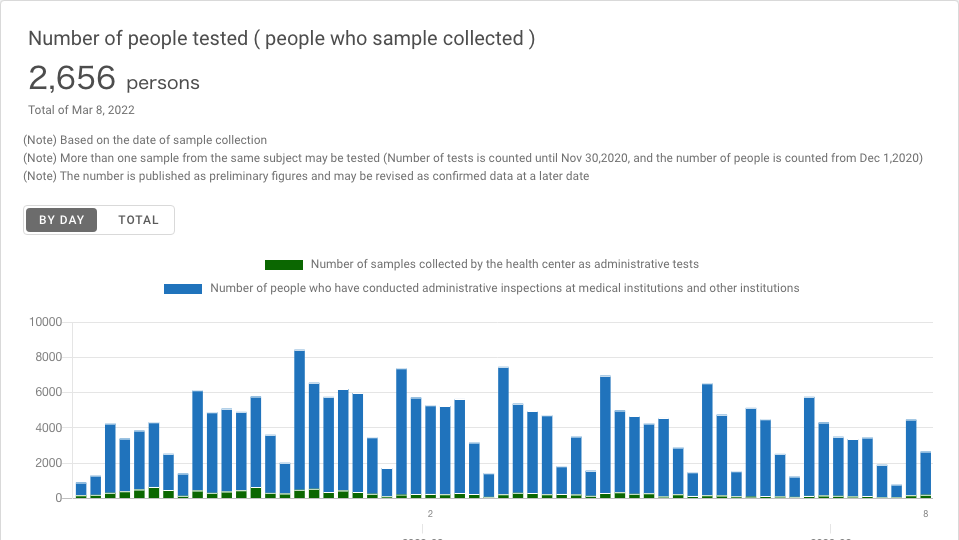 Number of people tested ( people who sample collected )
2,656 persons
Total of Mar 8, 2022
(Note) Based on the date of sample collection
(Note) More than one sample from the same subject may be tested (Number of tests is counted until Nov 30,2020, and the number of people is counted from Dec 1,2020)
(Note) The number is published as preliminary figures and may be revised as confirmed data at a later date
BY DAY TOTAL
Number of samples collected by the health center as administrative tests
Number of people who have conducted administrative inspections at medical institutions and other institutions
10000
8000
6000
4000
2000
0
2 8